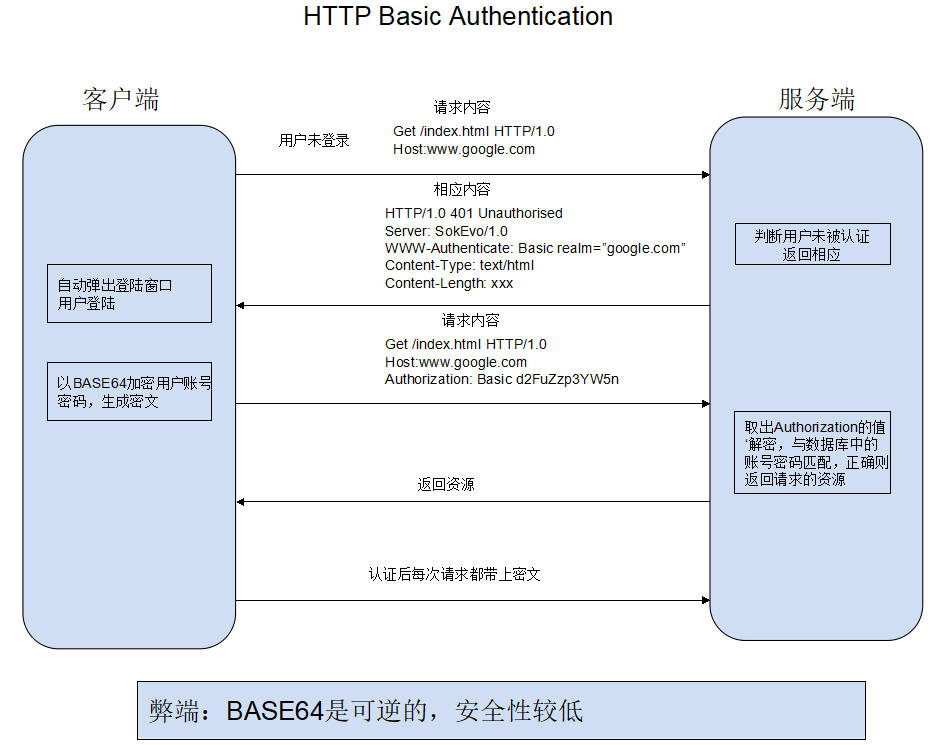 HTTP Basic Authentication
客户端
服务端
请求内容
用户未登录
Get /index.html HTTP/1.0
Host:www.google.com
相应内容
HTTP/1.0 401 Unauthorised
Server: SokEvo/1.0
WWW-Authenticate: Basic realm=”google.com”
Content-Type: text/html
Content-Length: xxx
判断用户未被认证
返回相应
自动弹出登陆窗口
用户登陆
请求内容
Get /index.html HTTP/1.0
Host:www.google.com
Authorization: Basic d2FuZzp3YW5n
以BASE64加密用户账号
密码，生成密文
取出Authorization的值
‘解密，与数据库中的
账号密码匹配，正确则
返回请求的资源
返回资源
认证后每次请求都带上密文
弊端：BASE64是可逆的，安全性较低